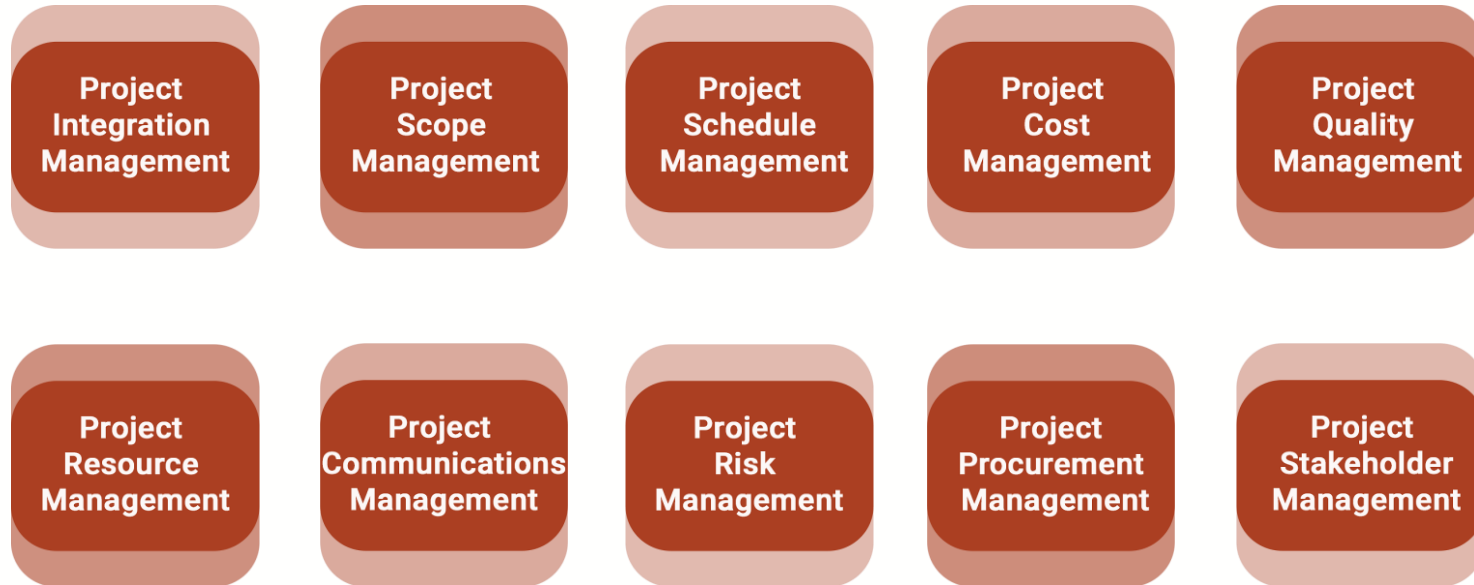 Project
Integration
Management
Project
Scope
Management
Project
Schedule
Management
Project
Cost
Management
Project
Quality
Management
Project
Resource
Management
Project
Communications
Management
Project
Risk
Management
Project
Procurement
Management
Project
Stakeholder
Management